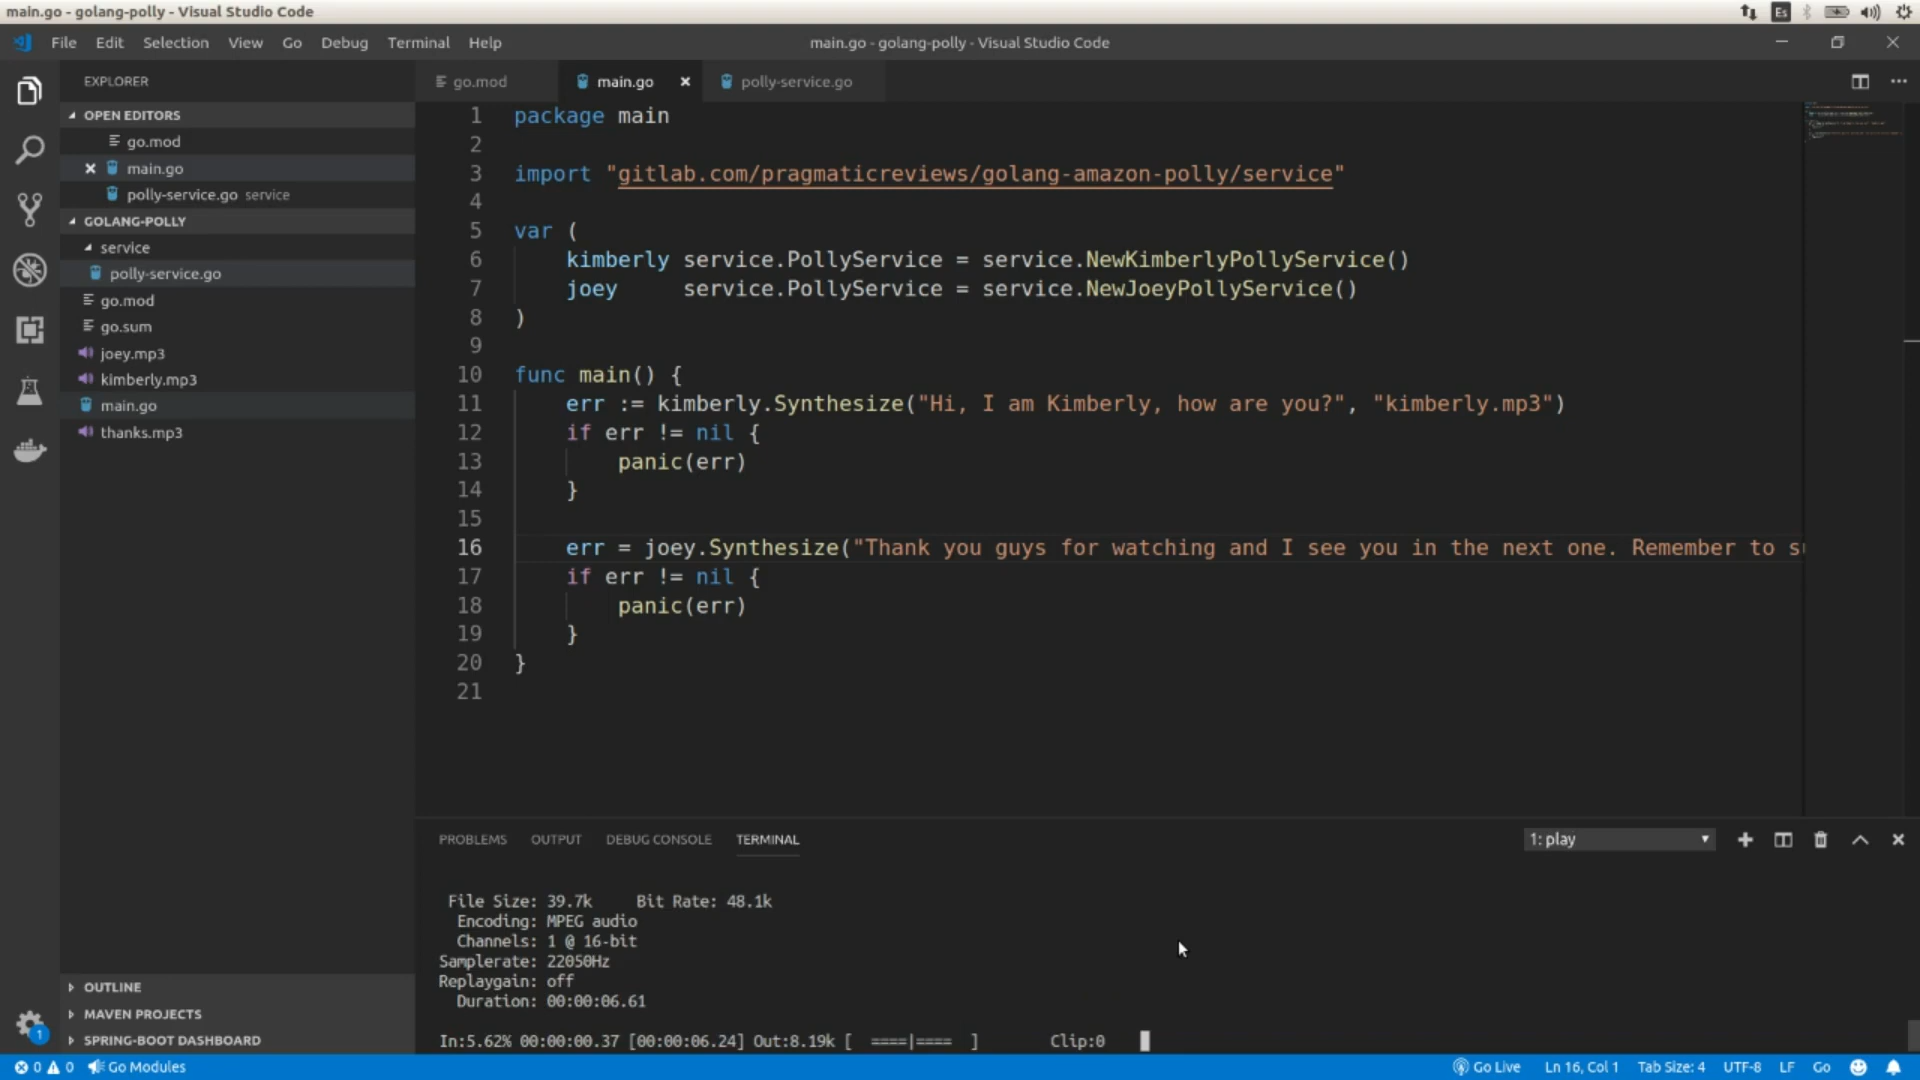 main.go - golang-polly - Visual Studio Code
Es
File Edit Selection View Go Debug Terminal Help
main.go - golang-polly - Visual Studio Code
EXPLORER
go.mod main.go polly-service.go
OPEN EDITORS
go.mod
main.go
polly-service.go service
GOLANG-POLLY
service
polly-service.go
go.mod
go.sum
joey.mp3
kimberly.mp3
main.go
thanks.mp3
OUTLINE
MAVEN PROJECTS
SPRING-BOOT DASHBOARD
1 package main
2
3 import "gitlab.com/pragmaticreviews/golang-amazon-polly/service"
4
5 var (
6 kimberly service.PollyService = service.NewKimberlyPollyService()
7 joey service.PollyService = service.NewJoeyPollyService()
8 )
9
10 func main() {
11 err := kimberly.Synthesize("Hi, I am Kimberly, how are you?", "kimberly.mp3")
12 if err != nil {
13 panic(err)
14 }
15
16 err = joey.Synthesize("Thank you guys for watching and I see you in the next one. Remember to s
17 if err != nil {
18 panic(err)
19 }
20 }
21
PROBLEMS OUTPUT DEBUG CONSOLE TERMINAL 1: play
File Size: 39.7k Bit Rate: 48.1k
Encoding: MPEG audio
Channels: 1 @ 16-bit
Samplerate: 22050Hz
Replaygain: off
Duration: 00:00:06.61
In:5.62% 00:00:00.37 [00:00:06.24] Out:8.19k [ ====|==== ] Clip:0
1
0 0 Go Modules Go Live Ln 16, Col 1 Tab Size: 4 UTF-8 LF Go